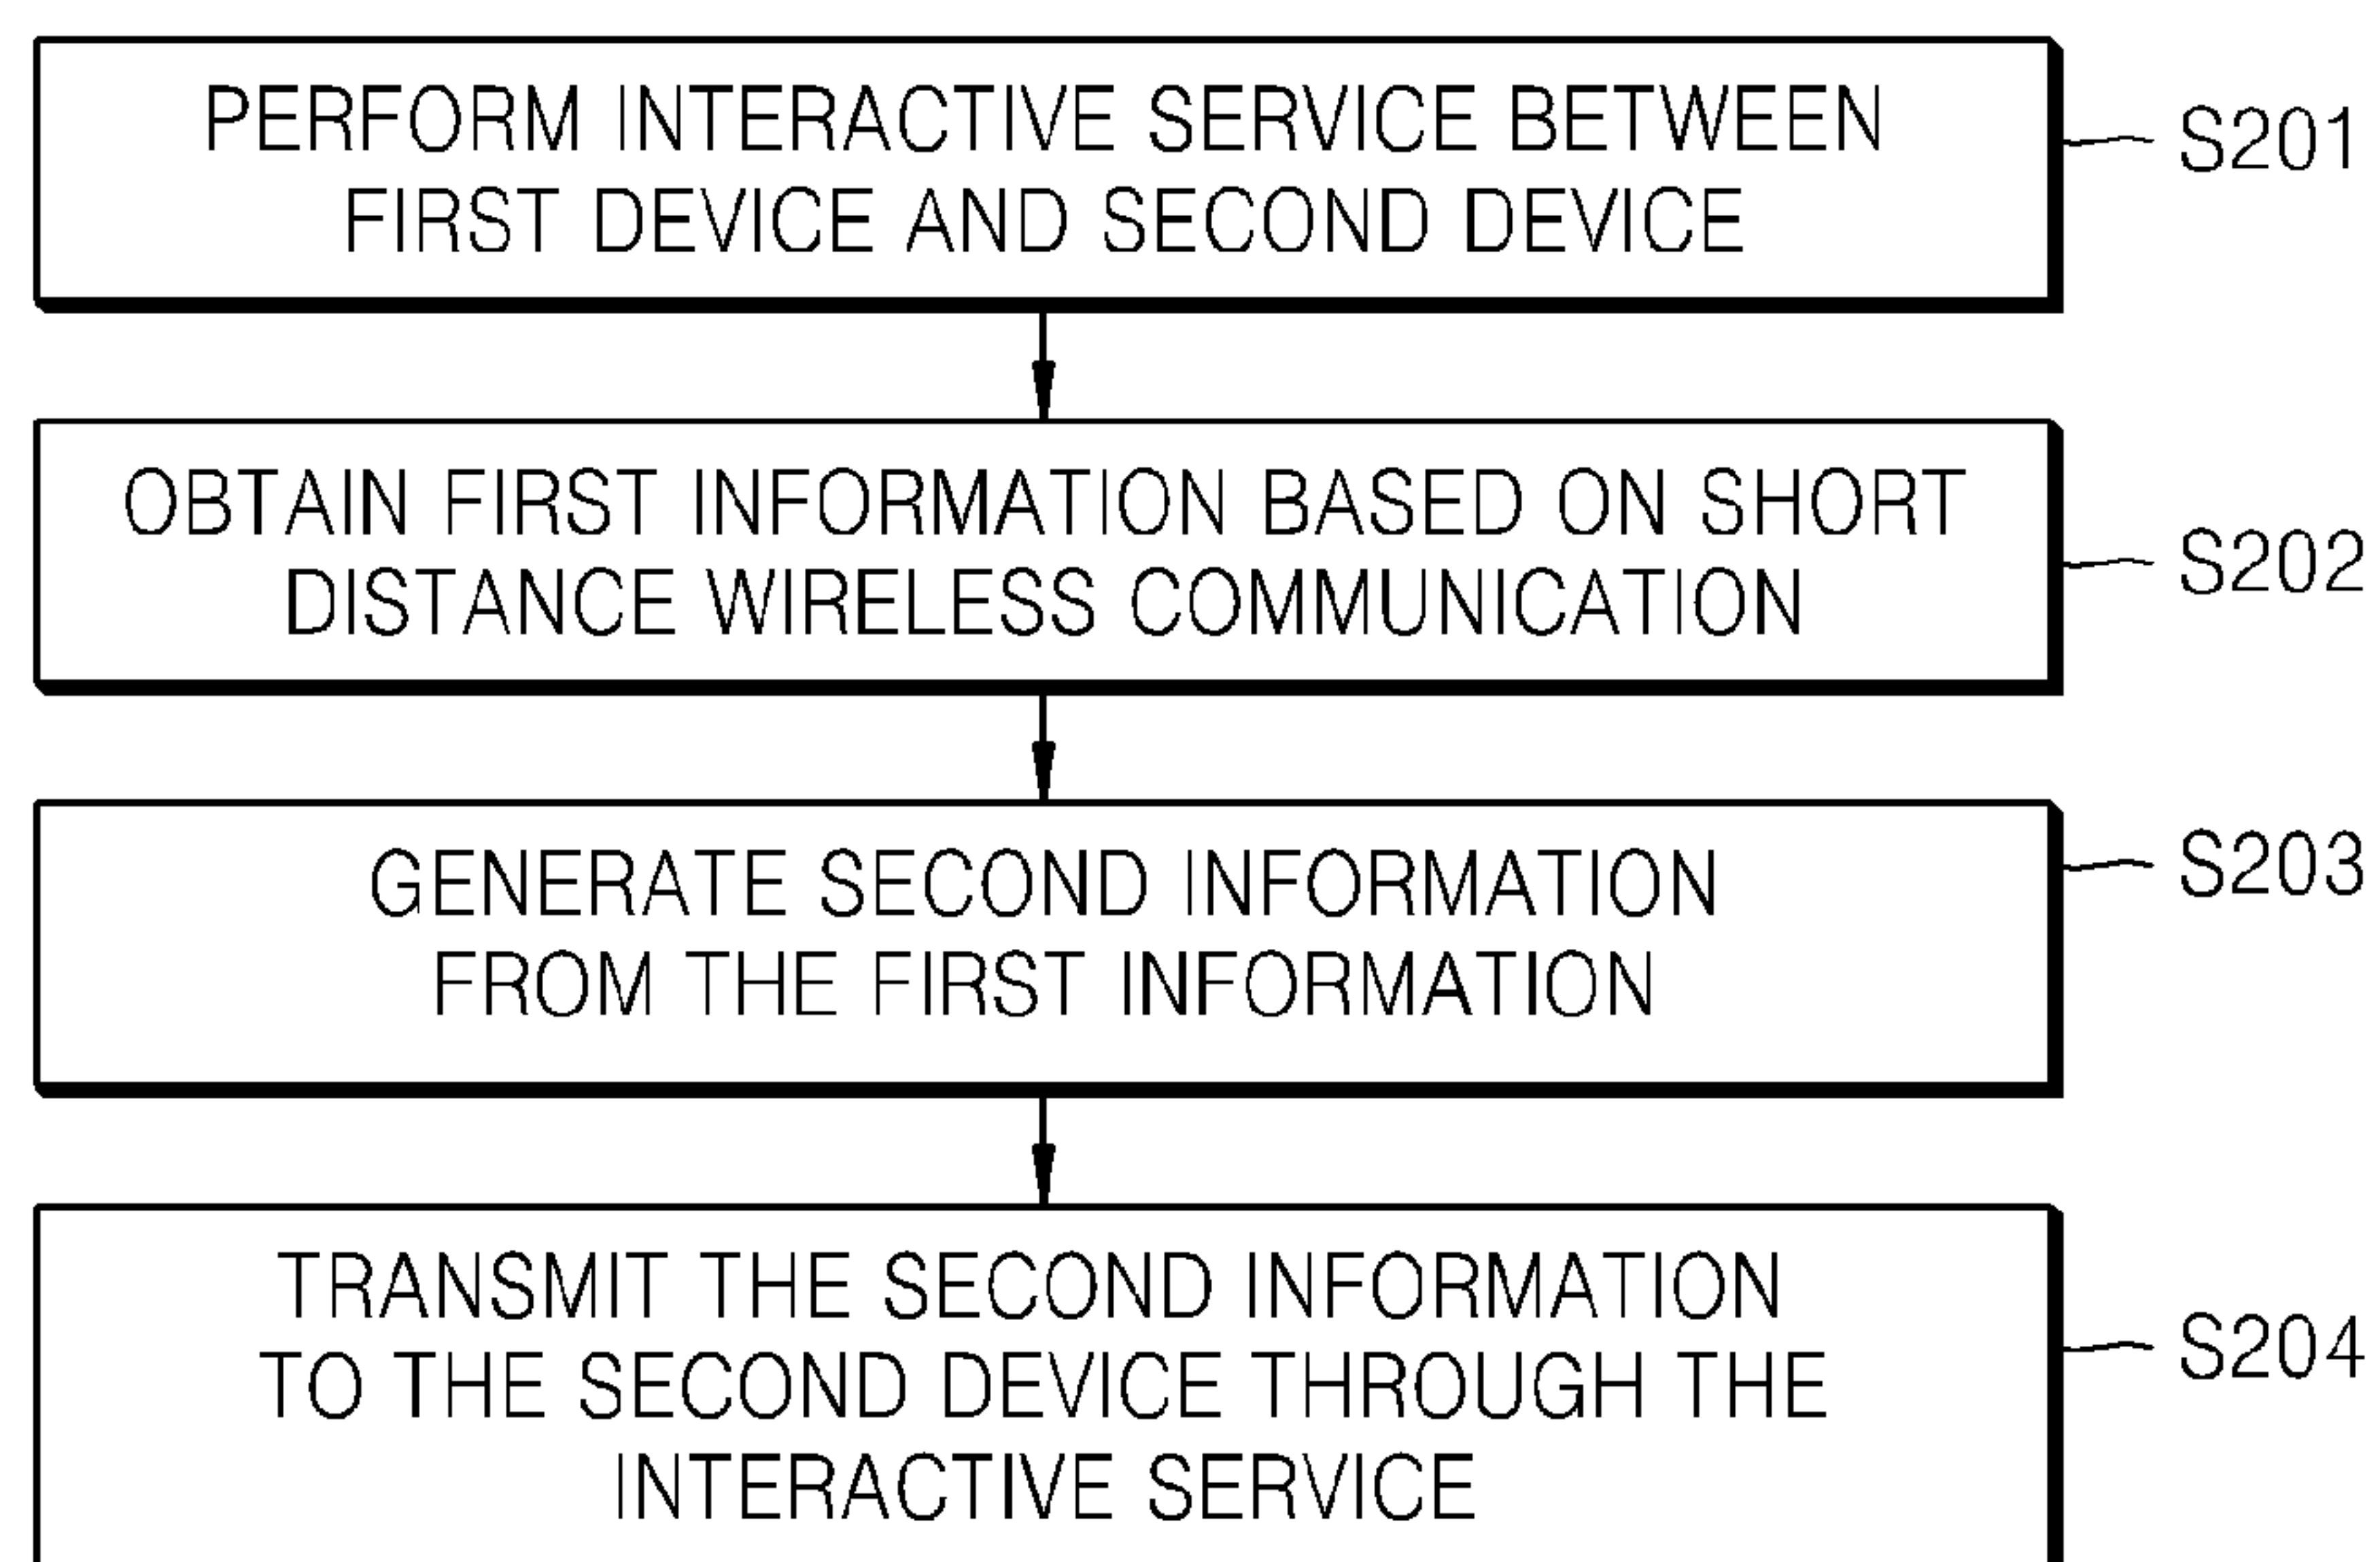 PERFORM INTERACTIVE SERVICE BETWEEN
FIRST DEVICE AND SECOND DEVICE
S201
OBTAIN FIRST INFORMATION BASED ON SHORT
DISTANCE WIRELESS COMMUNICATION
S202
GENERATE SECOND INFORMATION
FROM THE FIRST INFORMATION
S203
TRANSMIT THE SECOND INFORMATION
TO THE SECOND DEVICE THROUGH THE
INTERACTIVE SERVICE
S204